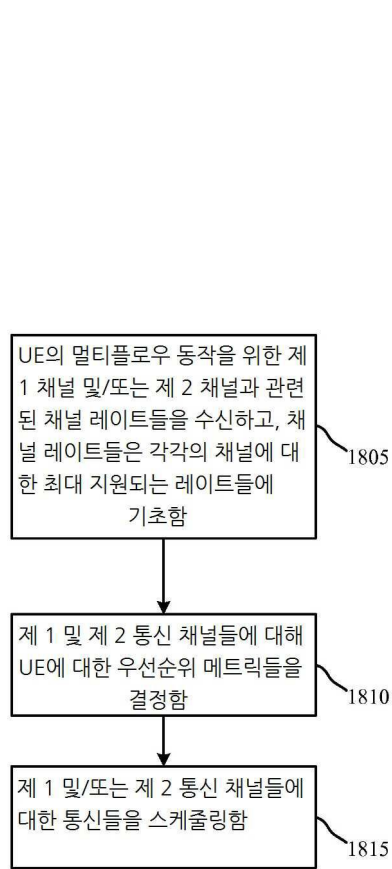 UE의 멀티플로우 동작을 위한 제
1 채널 및/또는 제 2 채널과 관련
된 채널 레이트들을 수신하고, 채
널 레이트들은 각각의 채널에 대
한 최대 지원되는 레이트들에
기초함
1805
제 1 및 제 2 통신 채널들에 대해
UE에 대한 우선순위 메트릭들을
결정함
1810
제 1 및/또는 제 2 통신 채널들에
대한 통신들을 스케줄링함
1815